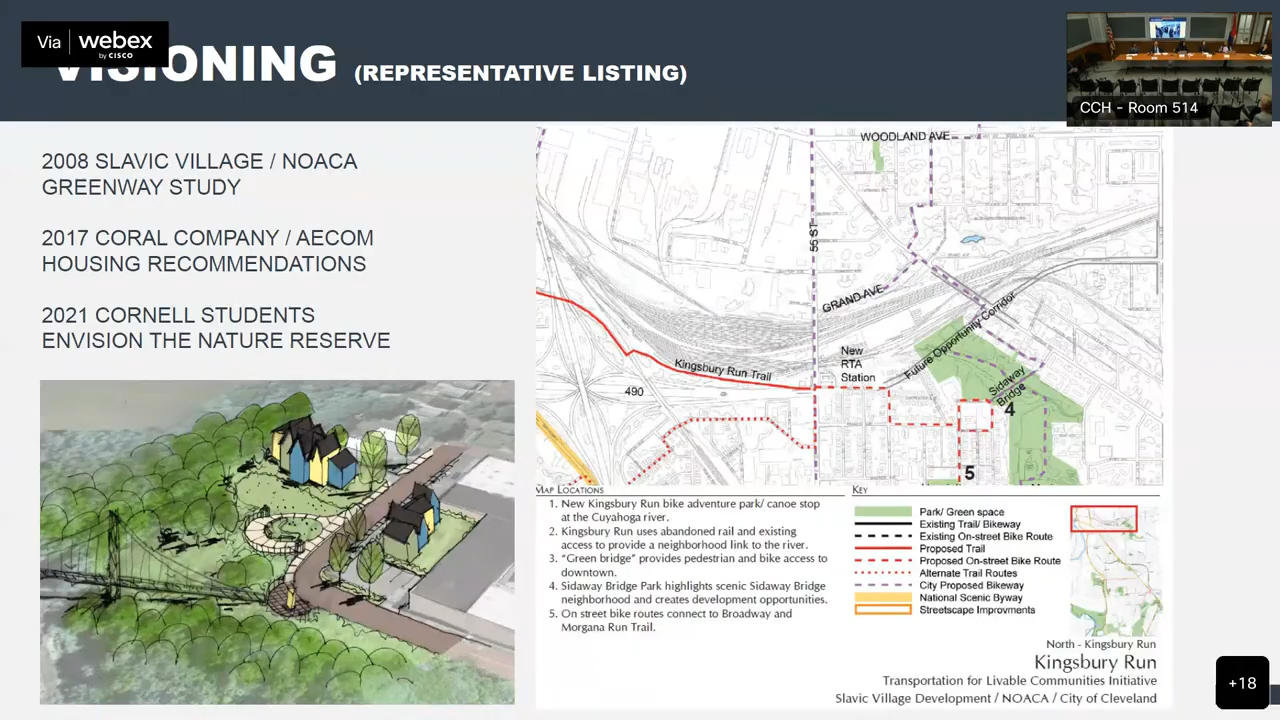 Via webex
by CISCO
VISIONING (REPRESENTATIVE LISTING)
CCH - Room 514
2008 SLAVIC VILLAGE / NOACA
GREENWAY STUDY
2017 CORAL COMPANY / AECOM
HOUSING RECOMMENDATIONS
2021 CORNELL STUDENTS
ENVISION THE NATURE RESERVE
WOODLAND AVE
55 ST
GRAND AVE
Future Opportunity Corridor
New
RTA
Station
Kingsbury Run Trail
490
Sidaway
Bridge
4
5
MAP LOCATIONS
1. New Kingsbury Run bike adventure park/ canoe stop
at the Cuyahoga river.
2. Kingsbury Run uses abandoned rail and existing
access to provide a neighborhood link to the river.
3. "Green bridge" provides pedestrian and bike access to
downtown.
4. Sidaway Bridge Park highlights scenic Sidaway Bridge
neighborhood and creates development opportunities.
5. On street bike routes connect to Broadway and
Morgana Run Trail.
KEY
Park/ Green space
Existing Trail/ Bikeway
Existing On-street Bike Route
Proposed Trail
Proposed On-street Bike Route
Alternate Trail Routes
City Proposed Bikeway
National Scenic Byway
Streetscape Improvments
North - Kingsbury Run
Kingsbury Run
Transportation for Livable Communities Initiative
Slavic Village Development / NOACA / City of Cleveland
+18